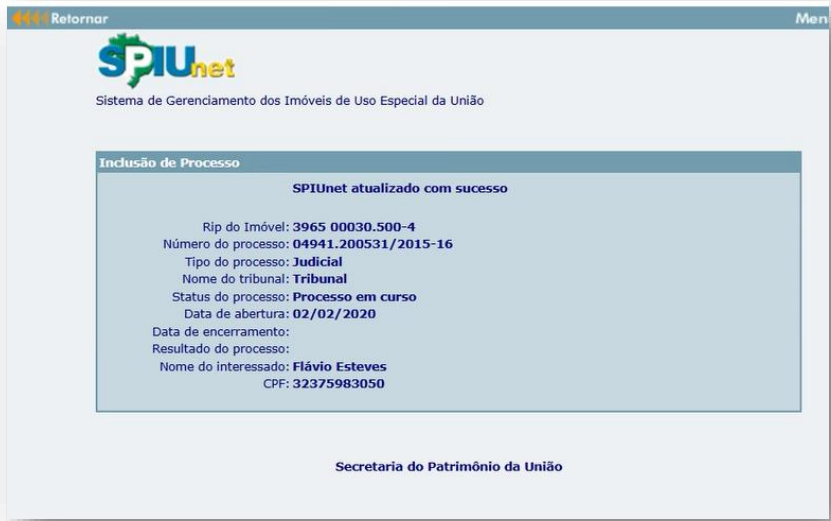 Retornar
Men
SPIUnet
Sistema de Gerenciamento dos Imóveis de Uso Especial da União
Inclusão de Processo
SPIUnet atualizado com sucesso
Rip do Imóvel: 3965 00030.500-4
Número do processo: 04941.200531/2015-16
Tipo do processo: Judicial
Nome do tribunal: Tribunal
Status do processo: Processo em curso
Data de abertura: 02/02/2020
Data de encerramento:
Resultado do processo:
Nome do interessado: Flávio Esteves
CPF: 32375983050
Secretaria do Patrimônio da União